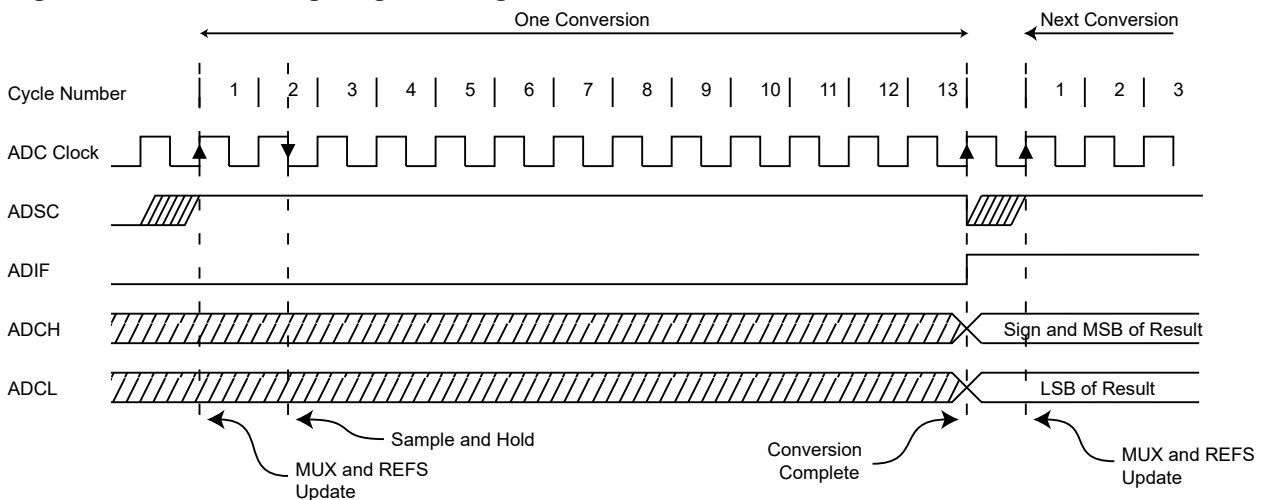 One Conversion Next Conversion
Cycle Number 1 2 3 4 5 6 7 8 9 10 11 12 13 1 2 3
ADC Clock
ADSC
ADIF
ADCH Sign and MSB of Result
ADCL LSB of Result
Sample and Hold
MUX and REFS
Update
Conversion
Complete
MUX and REFS
Update